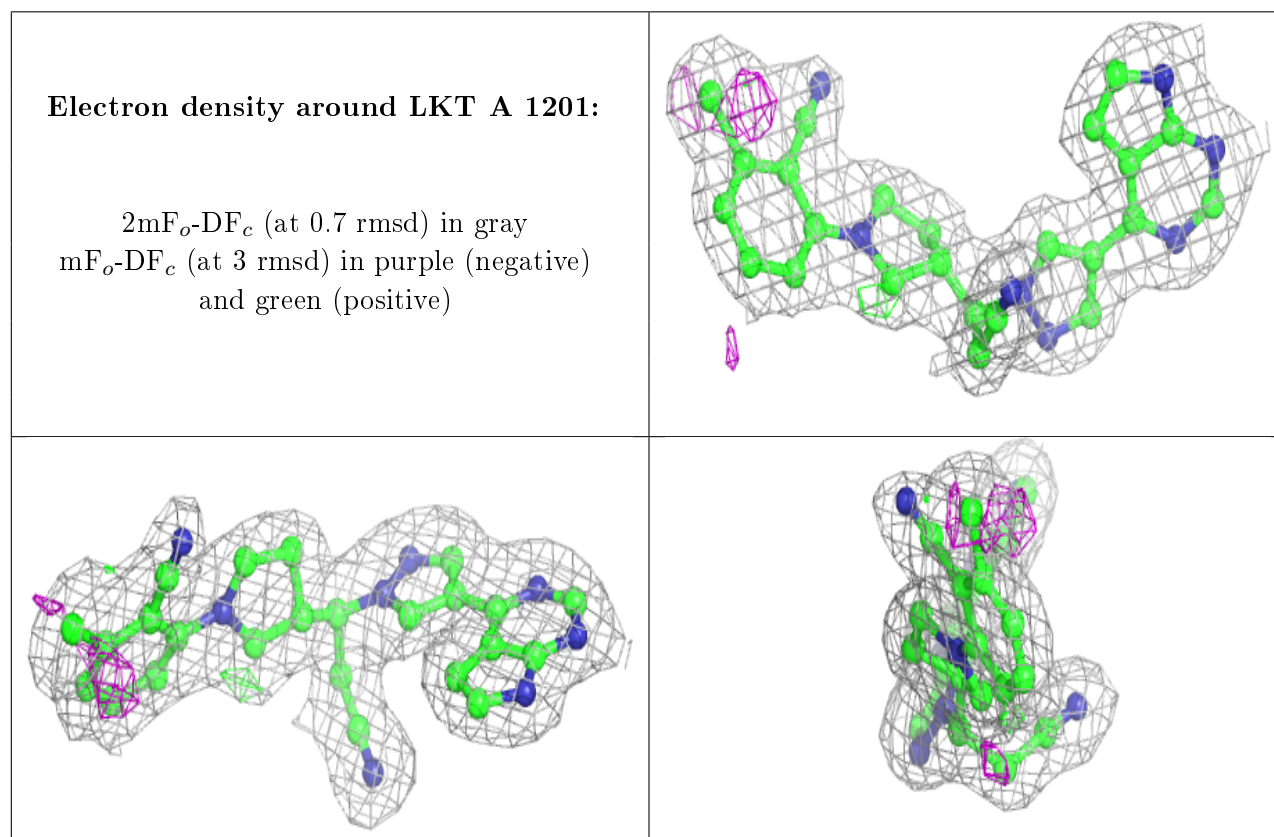 Electron density around LKT A 1201:
2mFₒ-DF𝒸 (at 0.7 rmsd) in gray
mFₒ-DF𝒸 (at 3 rmsd) in purple (negative)
and green (positive)